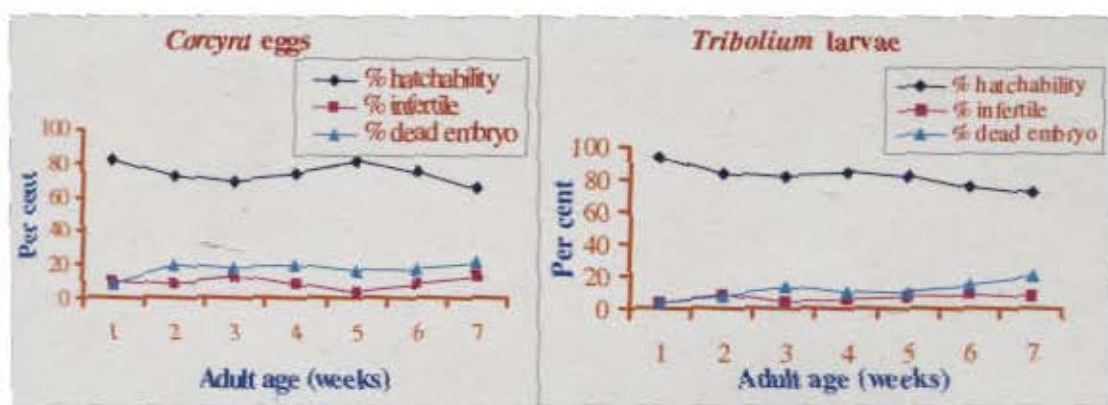 Corcyra eggs
% hatchability
% infertile
% dead embryo
100
80
60
40
20
0
Per cent
1 2 3 4 5 6 7
Adult age (weeks)
Tribolium larvae
% hatchability
% infertile
% dead embryo
100
80
60
40
20
0
Per cent
1 2 3 4 5 6 7
Adult age (weeks)